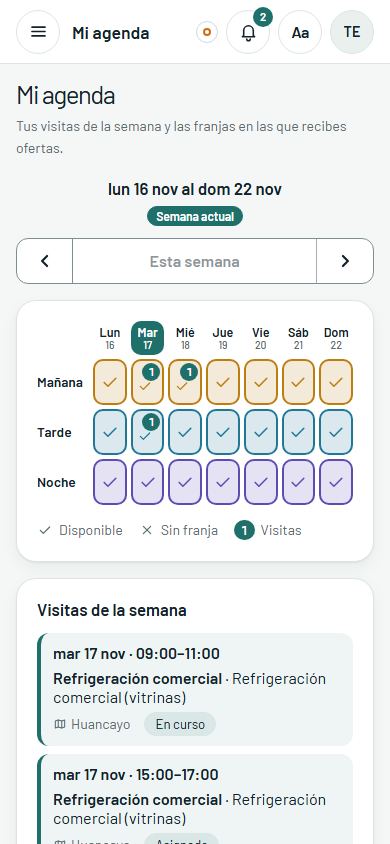 Mi agenda
2
Aa
TE
Mi agenda
Tus visitas de la semana y las franjas en las que recibes
ofertas.
lun 16 nov al dom 22 nov
Semana actual
Esta semana
Lun Mar Mié Jue Vie Sáb Dom
16 17 18 19 20 21 22
Mañana 1 1
Tarde 1
Noche
Disponible Sin franja 1 Visitas
Visitas de la semana
mar 17 nov · 09:00–11:00
Refrigeración comercial · Refrigeración
comercial (vitrinas)
Huancayo En curso
mar 17 nov · 15:00–17:00
Refrigeración comercial · Refrigeración
comercial (vitrinas)
Huancayo Asignada